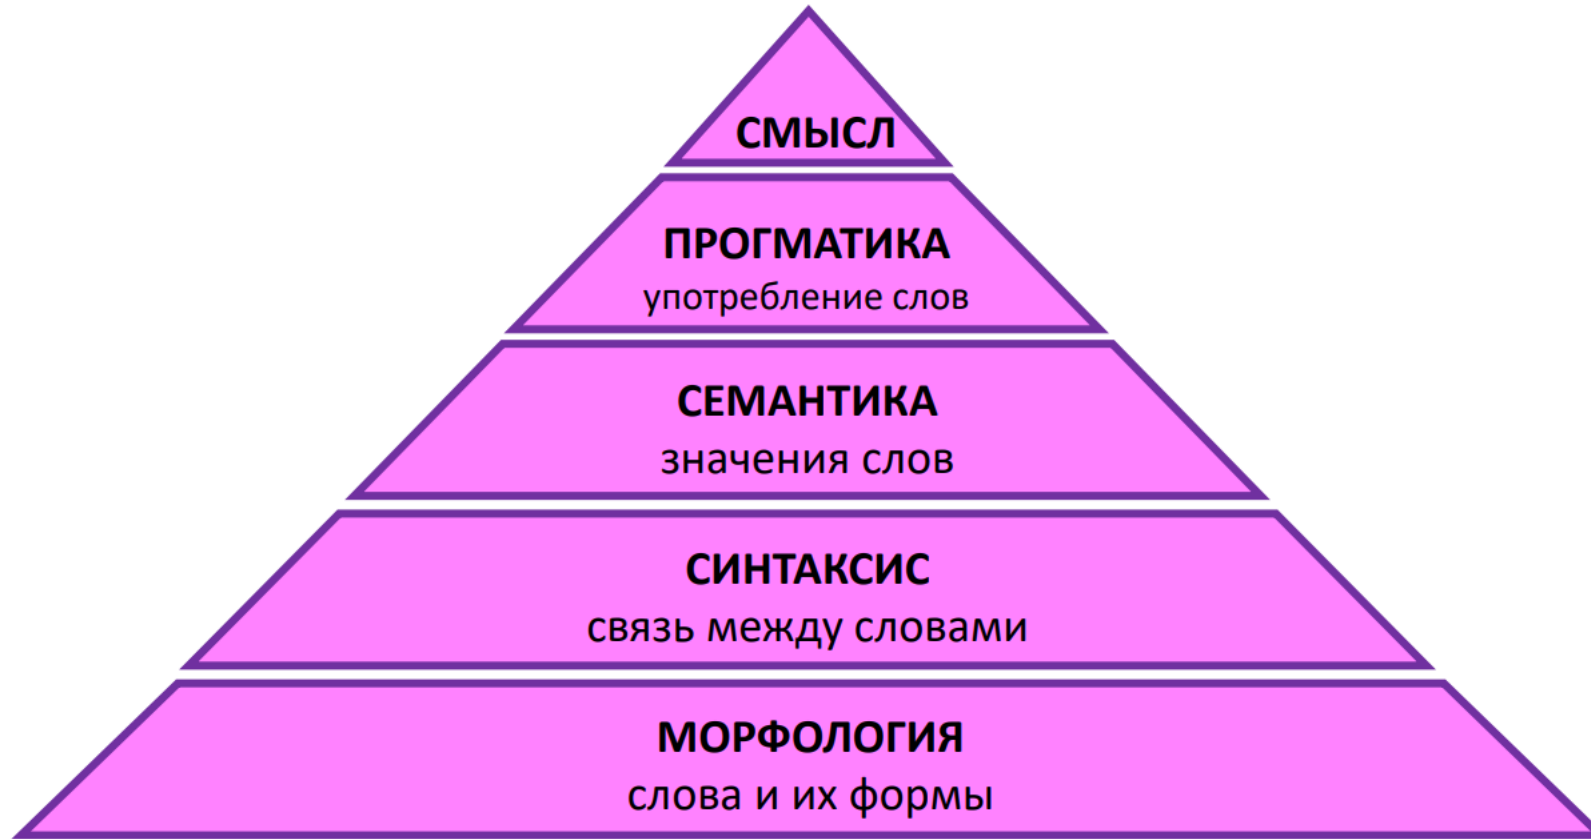 СМЫСЛ
ПРОГМАТИКА
употребление слов
СЕМАНТИКА
значения слов
СИНТАКСИС
связь между словами
МОРФОЛОГИЯ
слова и их формы